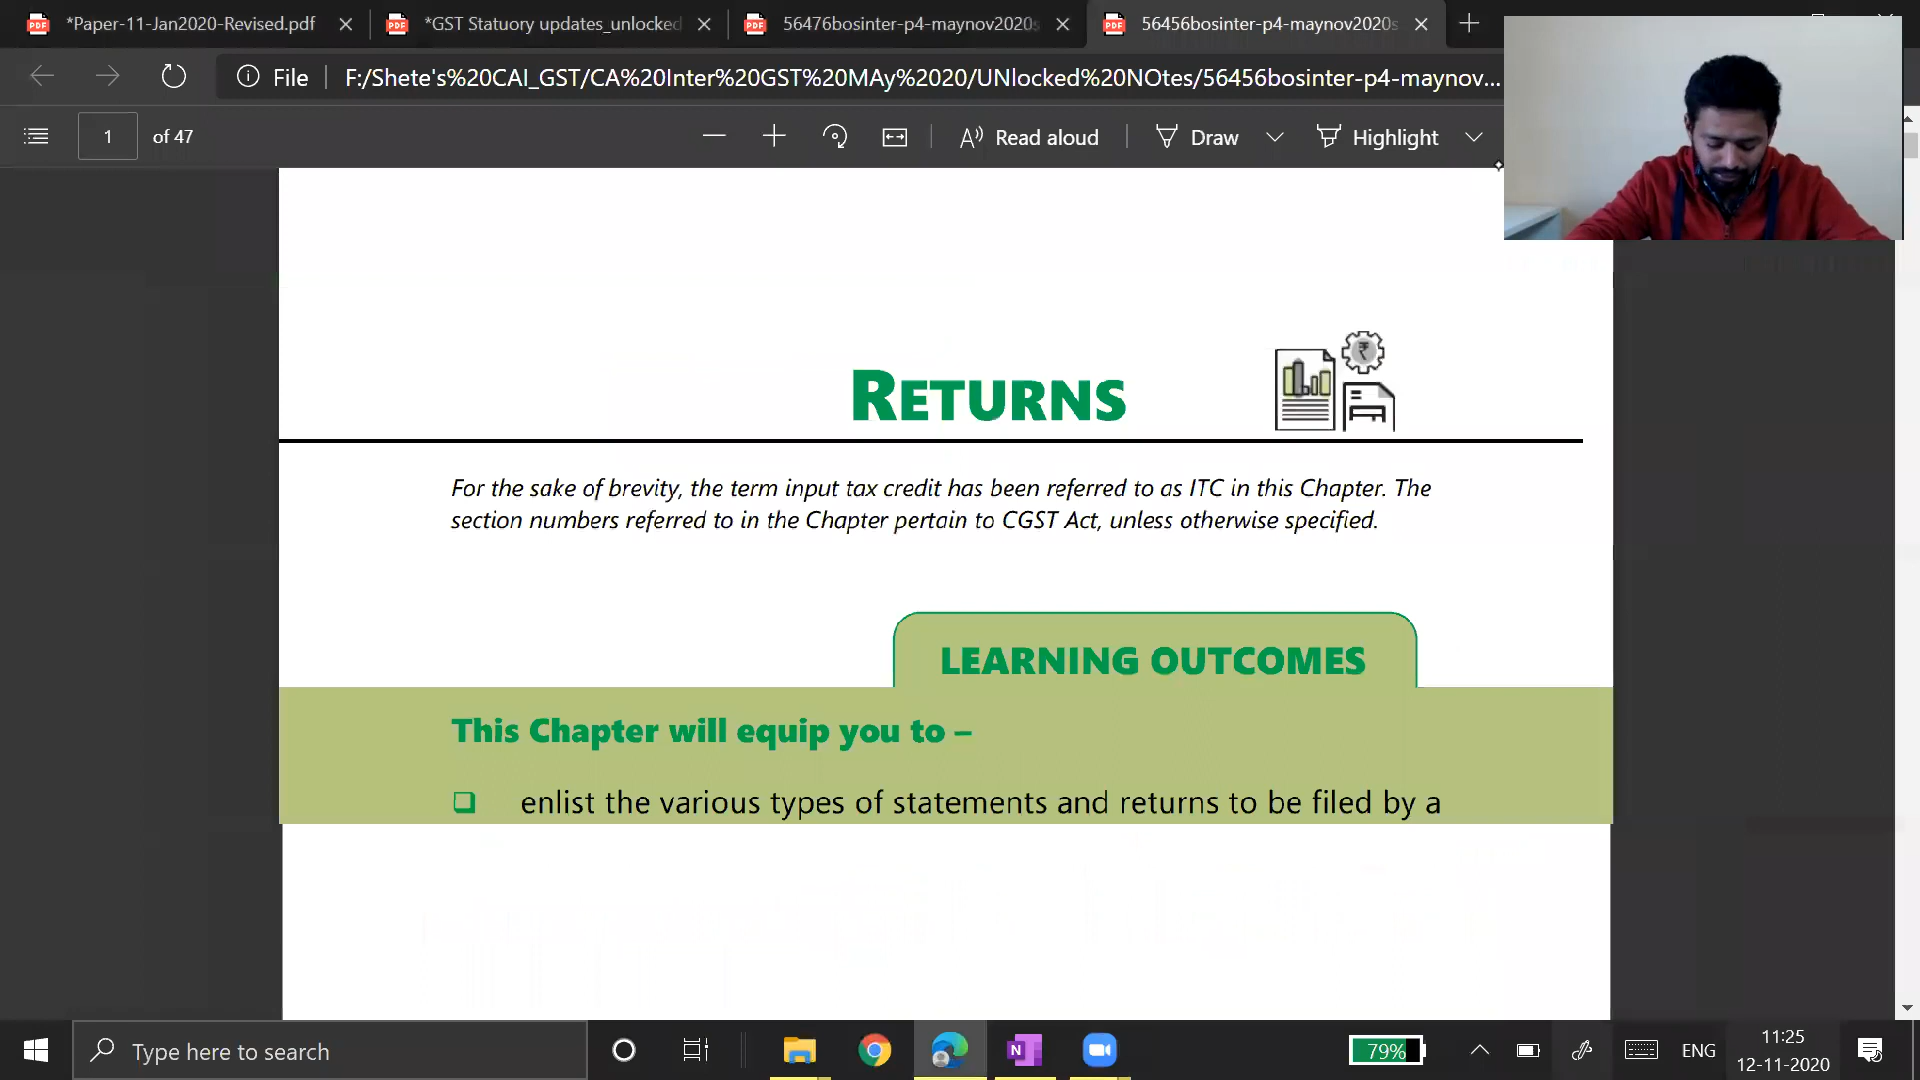 *Paper-11-Jan2020-Revised.pdf
*GST Statuory updates_unlocked
56476bosinter-p4-maynov2020s
56456bosinter-p4-maynov2020s
File
F:/Shete's%20CAI_GST/CA%20Inter%20GST%20MAy%2020/UNlocked%20NOtes/56456bosinter-p4-maynov...
1 of 47
Read aloud
Draw
Highlight
RETURNS
For the sake of brevity, the term input tax credit has been referred to as ITC in this Chapter. The
section numbers referred to in the Chapter pertain to CGST Act, unless otherwise specified.
LEARNING OUTCOMES
This Chapter will equip you to –
enlist the various types of statements and returns to be filed by a
Type here to search
79%
ENG
11:25
12-11-2020